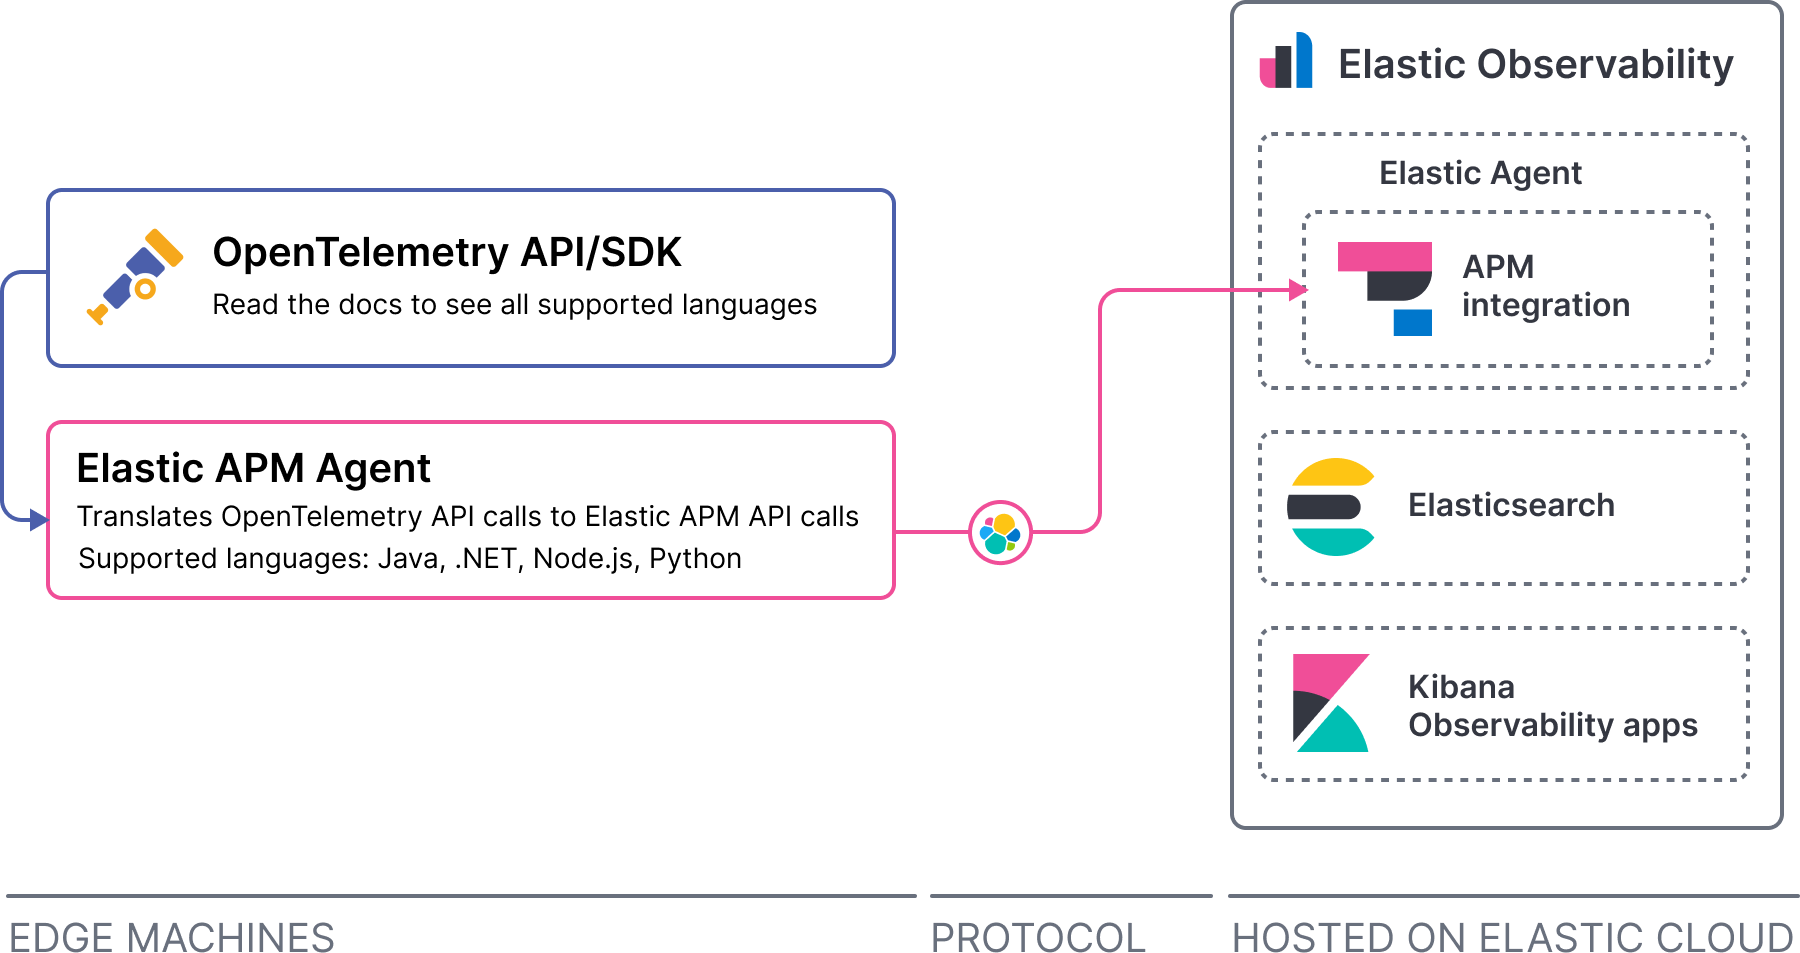 OpenTelemetry API/SDK
Read the docs to see all supported languages
Elastic APM Agent
Translates OpenTelemetry API calls to Elastic APM API calls
Supported languages: Java, .NET, Node.js, Python
Elastic Observability
Elastic Agent
APM
integration
Elasticsearch
Kibana
Observability apps
EDGE MACHINES
PROTOCOL
HOSTED ON ELASTIC CLOUD